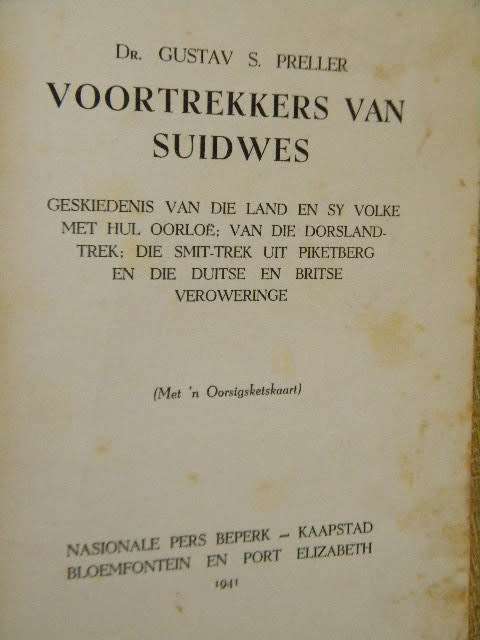 DR. GUSTAV S. PRELLER
VOORTREKKERS VAN
SUIDWES
GESKIEDENIS VAN DIE LAND EN SY VOLKE
MET HUL OORLOË; VAN DIE DORSLAND-
TREK; DIE SMIT-TREK UIT PIKETBERG
EN DIE DUITSE EN BRITSE
VEROWERINGE
(Met 'n Oorsigsketskaart)
NASIONALE PERS BEPERK – KAAPSTAD
BLOEMFONTEIN EN PORT ELIZABETH
1941